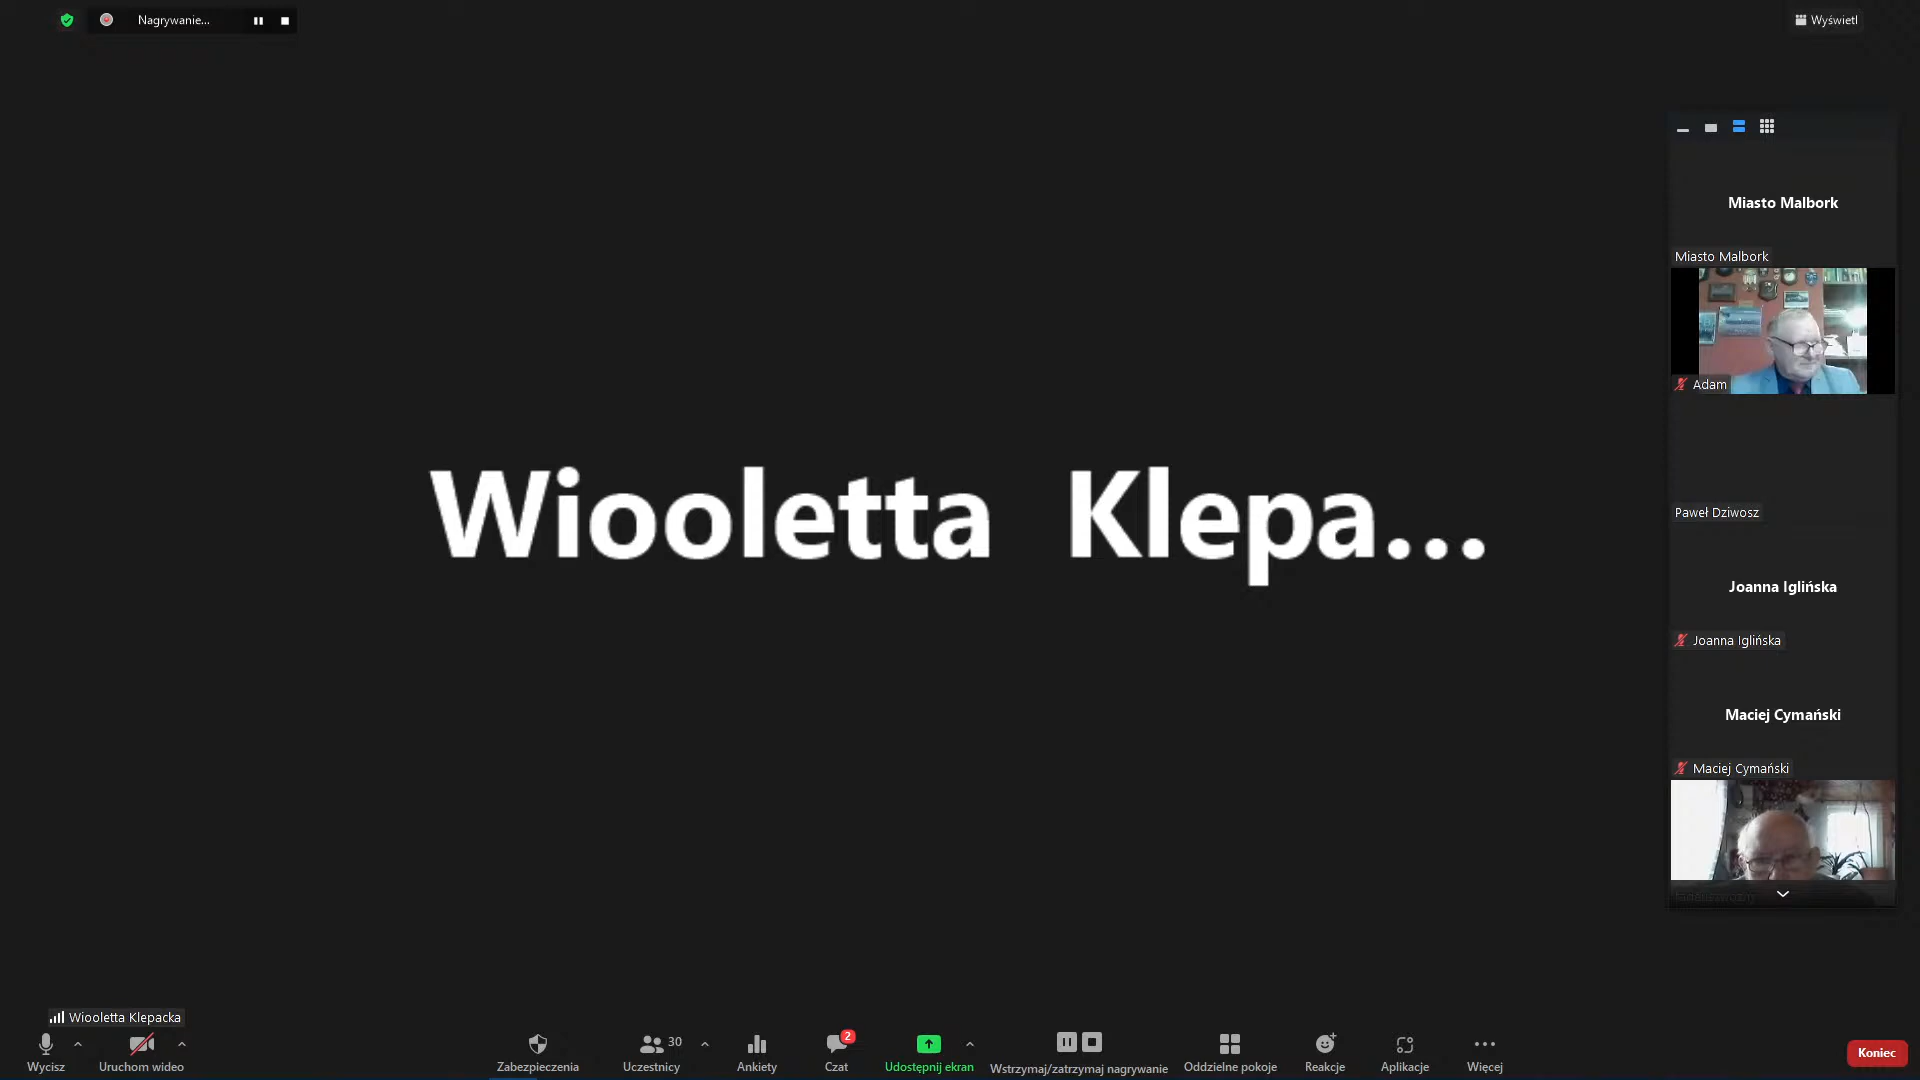 Nagrywanie...
Wyświetl
Miasto Malbork
Miasto Malbork
Adam
Paweł Dziwosz
Joanna Iglińska
Joanna Iglińska
Maciej Cymański
Maciej Cymański
Wiooletta Klepa...
Wiooletta Klepacka
Wycisz
Uruchom wideo
Zabezpieczenia
30
Uczestnicy
Ankiety
2
Czat
Udostępnij ekran
Wstrzymaj/zatrzymaj nagrywanie
Oddzielne pokoje
Reakcje
Aplikacje
Więcej
Koniec